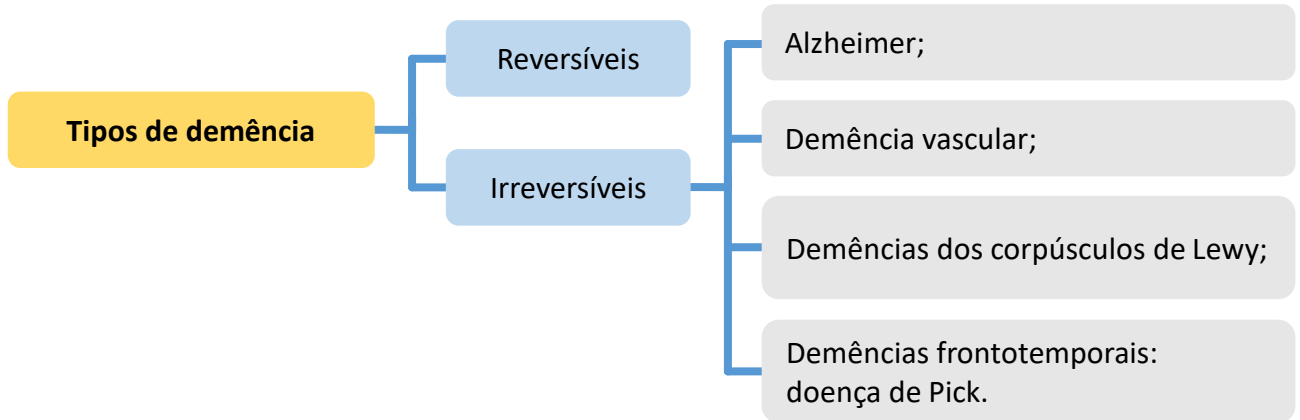 Tipos de demência
Reversíveis
Irreversíveis
Alzheimer;
Demência vascular;
Demências dos corpúsculos de Lewy;
Demências frontotemporais:
doença de Pick.